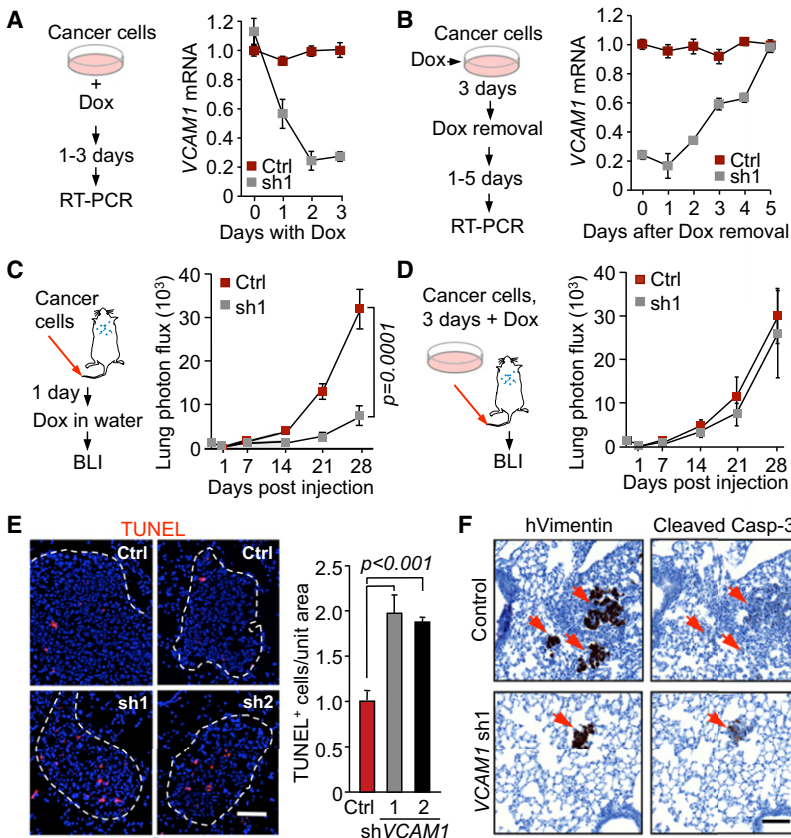 A
Cancer cells
+
Dox
1-3 days
RT-PCR
VCAM1 mRNA
1.2
1.0
0.8
0.6
0.4
0.2
0
Ctrl
sh1
0 1 2 3
Days with Dox
B
Cancer cells
Dox
3 days
Dox removal
1-5 days
RT-PCR
VCAM1 mRNA
1.2
1.0
0.8
0.6
0.4
0.2
0
Ctrl
sh1
0 1 2 3 4 5
Days after Dox removal
C
Cancer
cells
1 day
Dox in water
BLI
Lung photon flux (10³)
40
30
20
10
0
Ctrl
sh1
p=0.0001
1 7 14 21 28
Days post injection
D
Cancer cells,
3 days + Dox
BLI
Lung photon flux (10³)
40
30
20
10
0
Ctrl
sh1
1 7 14 21 28
Days post injection
E
TUNEL
Ctrl
Ctrl
sh1
sh2
TUNEL⁺ cells/unit area
2.5
2.0
1.5
1.0
0.5
0
p<0.001
Ctrl 1 2
shVCAM1
F
hVimentin
Cleaved Casp-3
Control
VCAM1 sh1